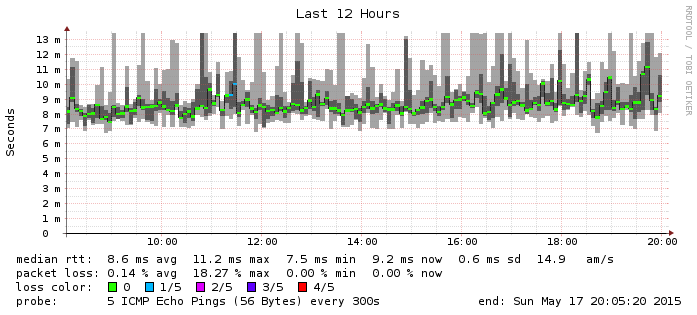 Last 12 Hours
RRDTOOL / TOBI OETIKER
Seconds
13 m
12 m
11 m
10 m
9 m
8 m
7 m
6 m
5 m
4 m
3 m
2 m
1 m
0
10:00 12:00 14:00 16:00 18:00 20:00
median rtt: 8.6 ms avg 11.2 ms max 7.5 ms min 9.2 ms now 0.6 ms sd 14.9 am/s
packet loss: 0.14 % avg 18.27 % max 0.00 % min 0.00 % now
loss color: 0 1/5 2/5 3/5 4/5
probe: 5 ICMP Echo Pings (56 Bytes) every 300s end: Sun May 17 20:05:20 2015